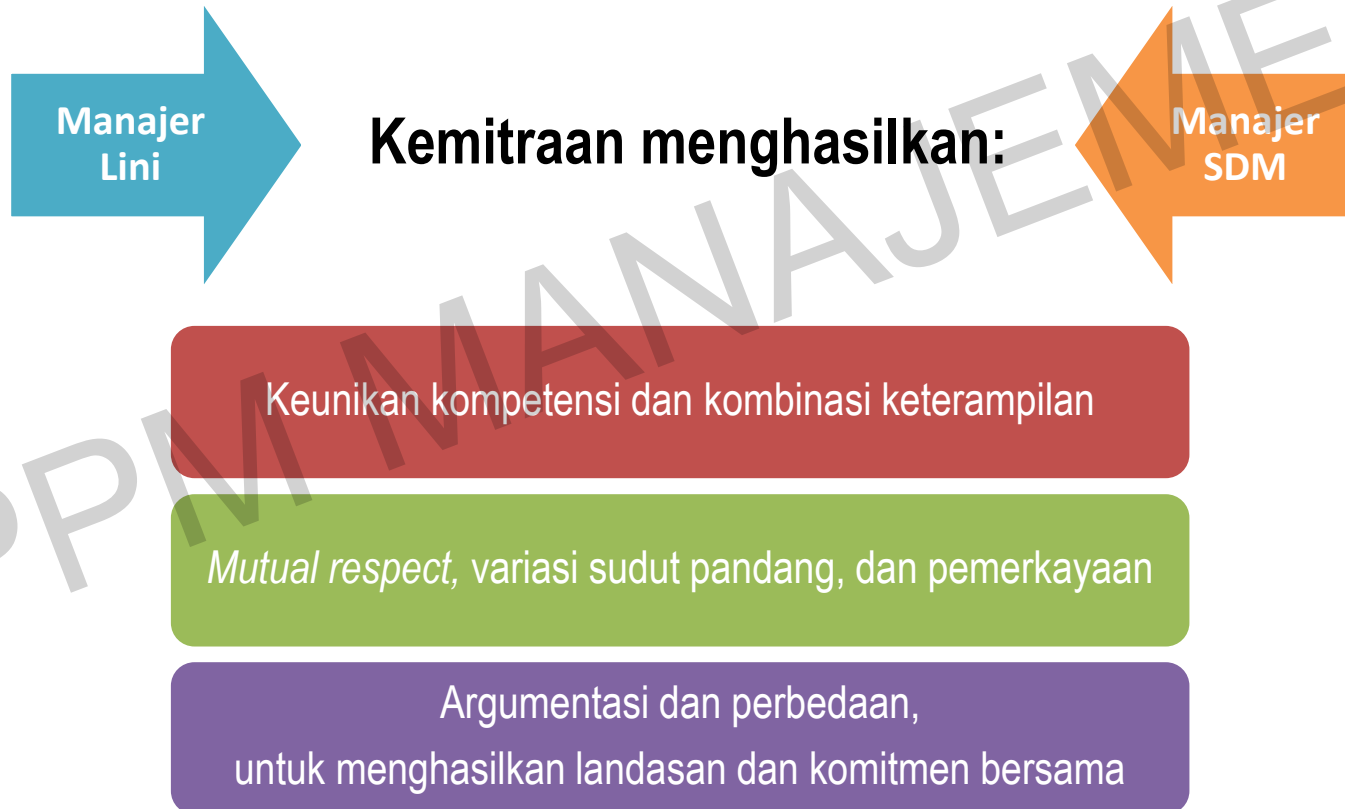 Manajer
Lini
Kemitraan menghasilkan:
Manajer
SDM
Keunikan kompetensi dan kombinasi keterampilan
Mutual respect, variasi sudut pandang, dan pemerkayaan
Argumentasi dan perbedaan,
untuk menghasilkan landasan dan komitmen bersama
PPM MANAJEME